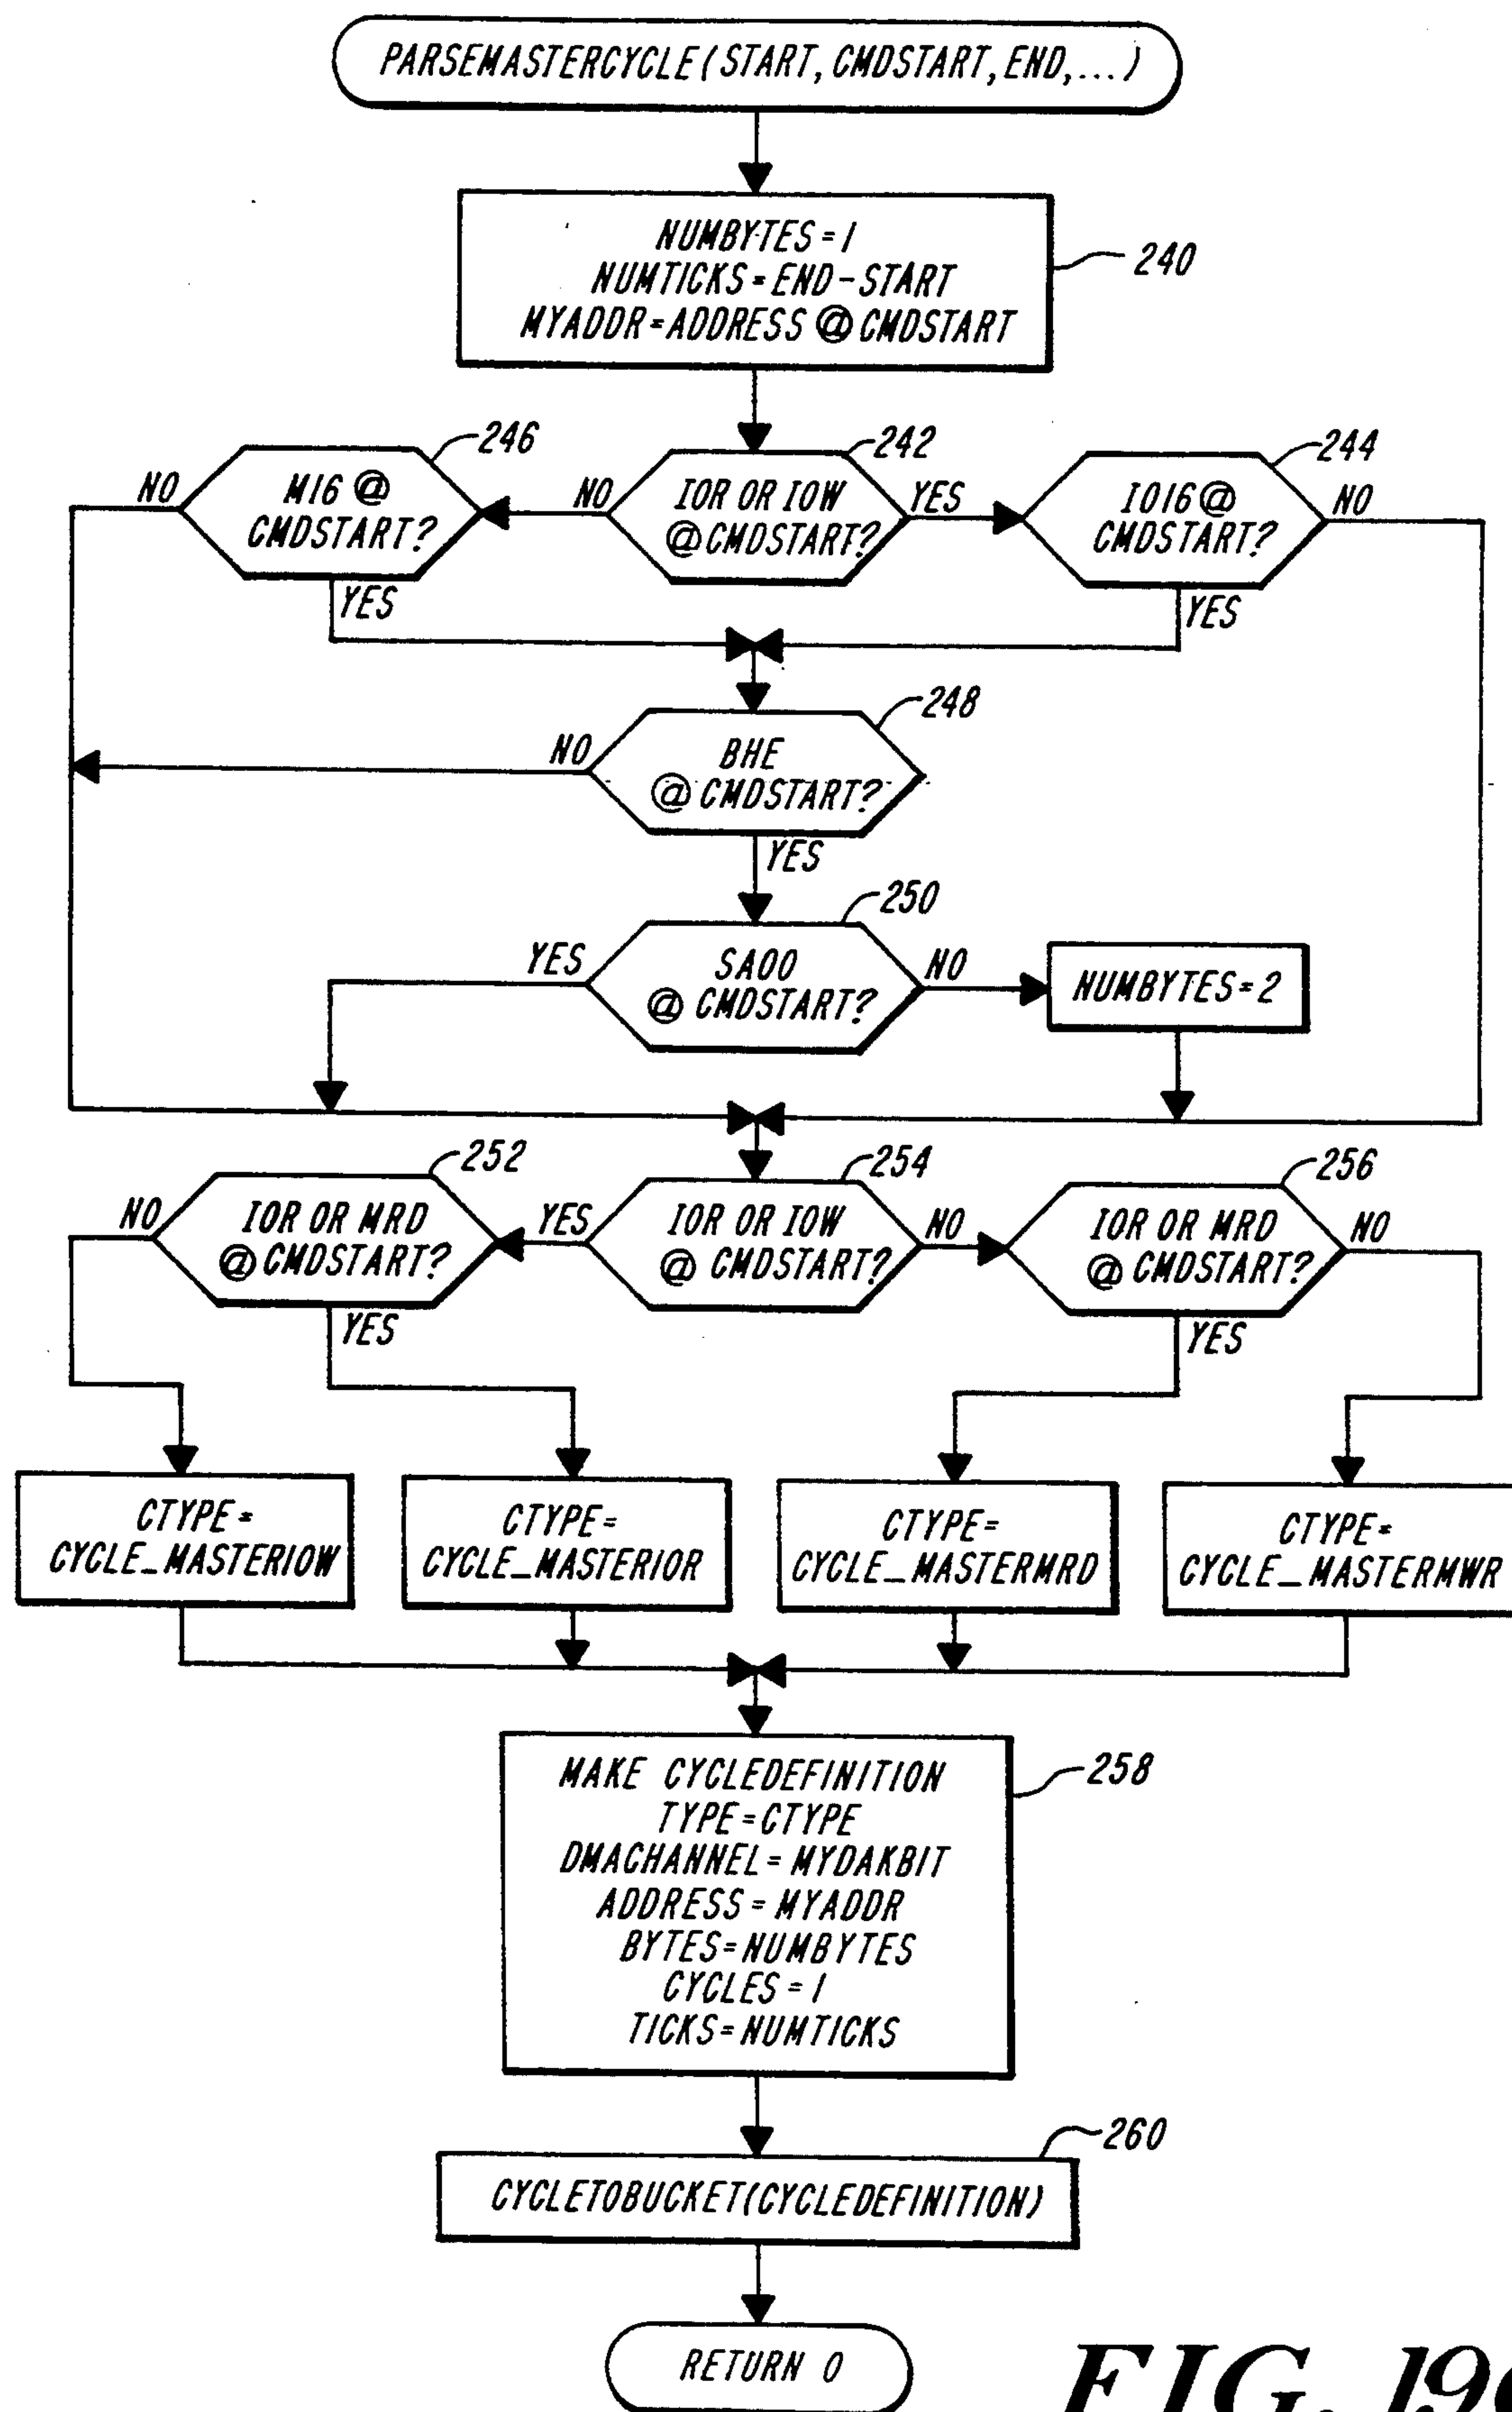 PARSEMASTERCYCLE(START, CMDSTART, END,...)
NUMBYTES=1
NUMTICKS=END-START
MYADDR=ADDRESS @ CMDSTART
240
246
M16 @
CMDSTART?
NO
YES
242
IOR OR IOW
@ CMDSTART?
NO
YES
244
IO16 @
CMDSTART?
NO
YES
248
BHE
@ CMDSTART?
NO
YES
250
SA00
@ CMDSTART?
YES
NO
NUMBYTES=2
252
IOR OR MRD
@ CMDSTART?
NO
YES
254
IOR OR IOW
@ CMDSTART?
YES
NO
256
IOR OR MRD
@ CMDSTART?
NO
YES
CTYPE=
CYCLE_MASTERIOW
CTYPE=
CYCLE_MASTERIOR
CTYPE=
CYCLE_MASTERMRD
CTYPE=
CYCLE_MASTERMWR
MAKE CYCLEDEFINITION
TYPE=CTYPE
DMACHANNEL=MYDAKBIT
ADDRESS=MYADDR
BYTES=NUMBYTES
CYCLES=1
TICKS=NUMTICKS
258
260
CYCLETOBUCKET(CYCLEDEFINITION)
RETURN 0
FIG.